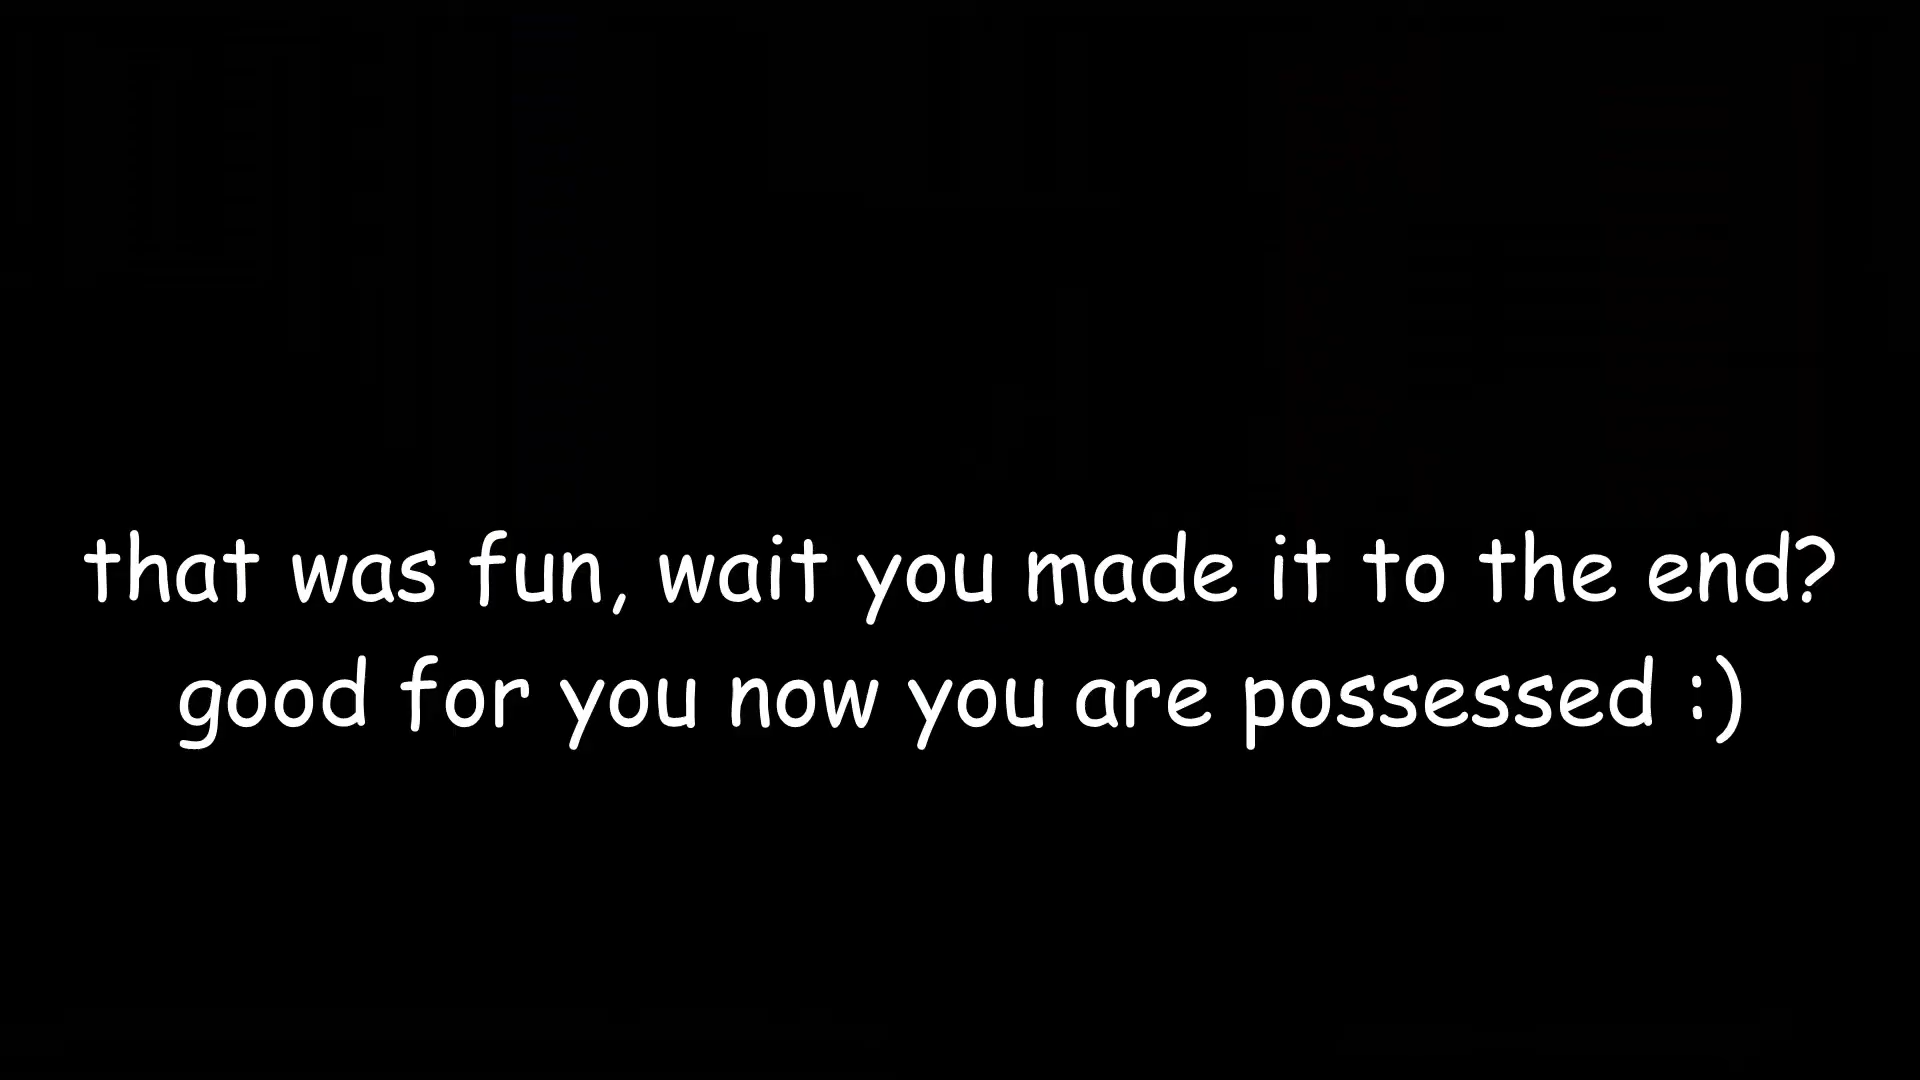 that was fun, wait you made it to the end?
good for you now you are possessed :)